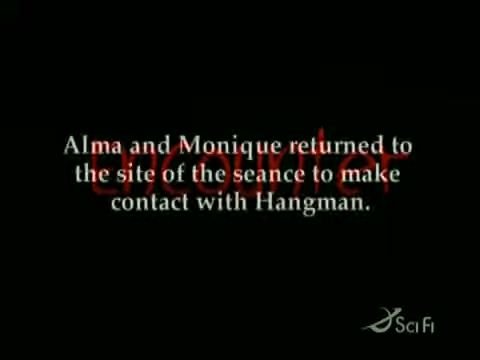 Encounter
Alma and Monique returned to
the site of the seance to make
contact with Hangman.
SCI FI